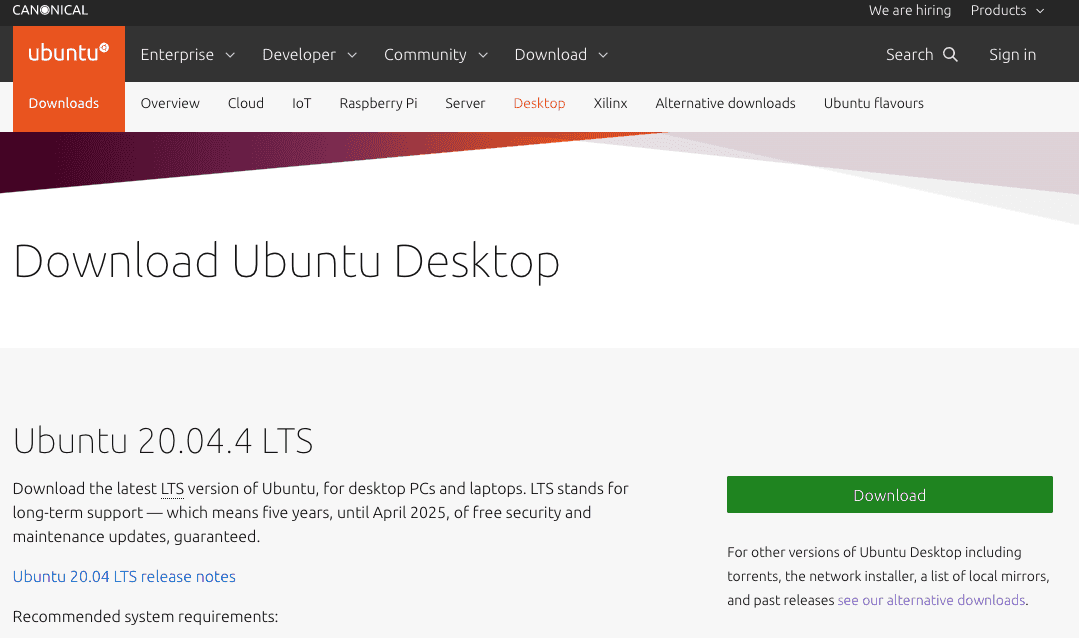 CANONICAL
We are hiring Products
ubuntu
Enterprise Developer Community Download Search Sign in
Downloads Overview Cloud IoT Raspberry Pi Server Desktop Xilinx Alternative downloads Ubuntu flavours
Download Ubuntu Desktop
Ubuntu 20.04.4 LTS
Download the latest LTS version of Ubuntu, for desktop PCs and laptops. LTS stands for
long-term support — which means five years, until April 2025, of free security and
maintenance updates, guaranteed.
Ubuntu 20.04 LTS release notes
Recommended system requirements:
Download
For other versions of Ubuntu Desktop including
torrents, the network installer, a list of local mirrors,
and past releases see our alternative downloads.